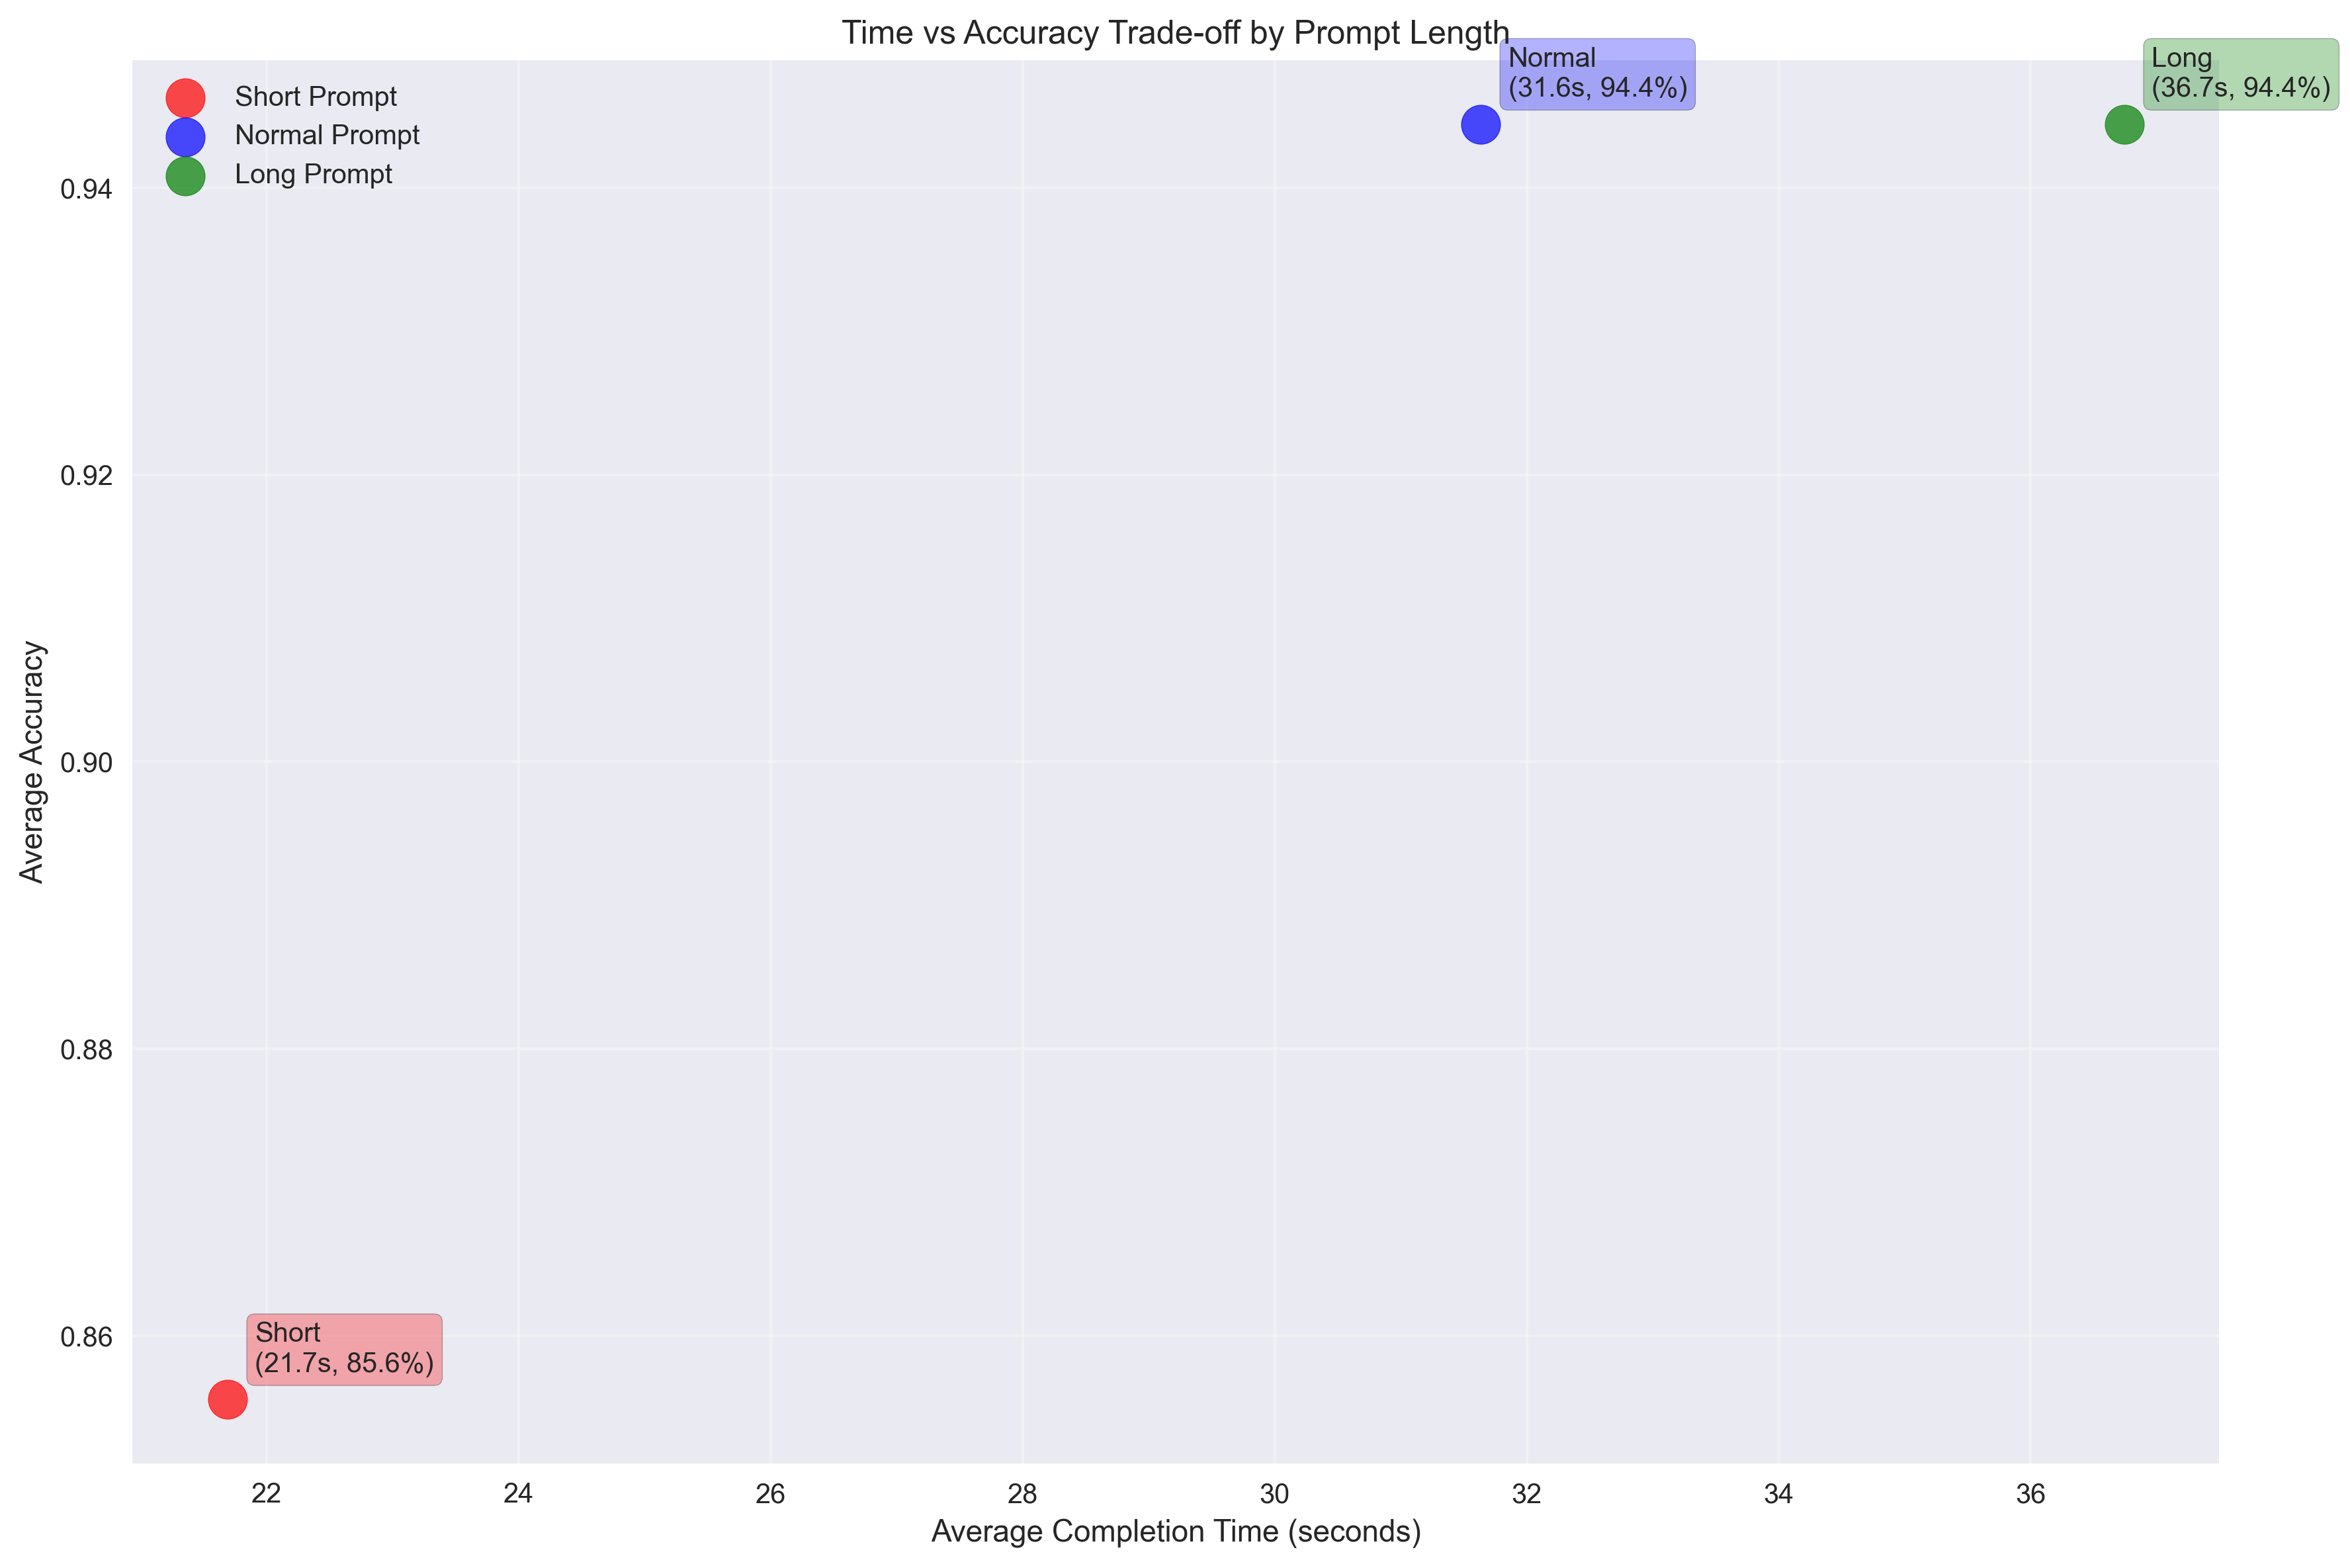 Time vs Accuracy Trade-off by Prompt Length
Normal
(31.6s, 94.4%)
Long
(36.7s, 94.4%)
Short Prompt
Normal Prompt
Long Prompt
0.94
0.92
0.90
0.88
0.86
Average Accuracy
Short
(21.7s, 85.6%)
22 24 26 28 30 32 34 36
Average Completion Time (seconds)